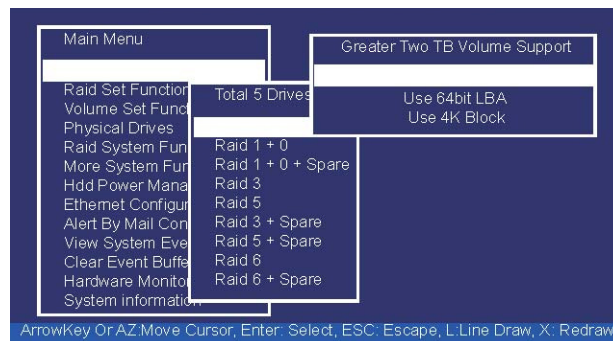 Main Menu
Raid Set Function
Volume Set Funct
Physical Drives
Raid System Fun
More System Fun
Hdd Power Mana
Ethernet Configur
Alert By Mail Con
View System Eve
Clear Event Buffe
Hardware Monito
System information
Total 5 Drives
Raid 1 + 0
Raid 1 + 0 + Spare
Raid 3
Raid 5
Raid 3 + Spare
Raid 5 + Spare
Raid 6
Raid 6 + Spare
Greater Two TB Volume Support
Use 64bit LBA
Use 4K Block
ArrowKey Or AZ:Move Cursor, Enter: Select, ESC: Escape, L:Line Draw, X: Redraw